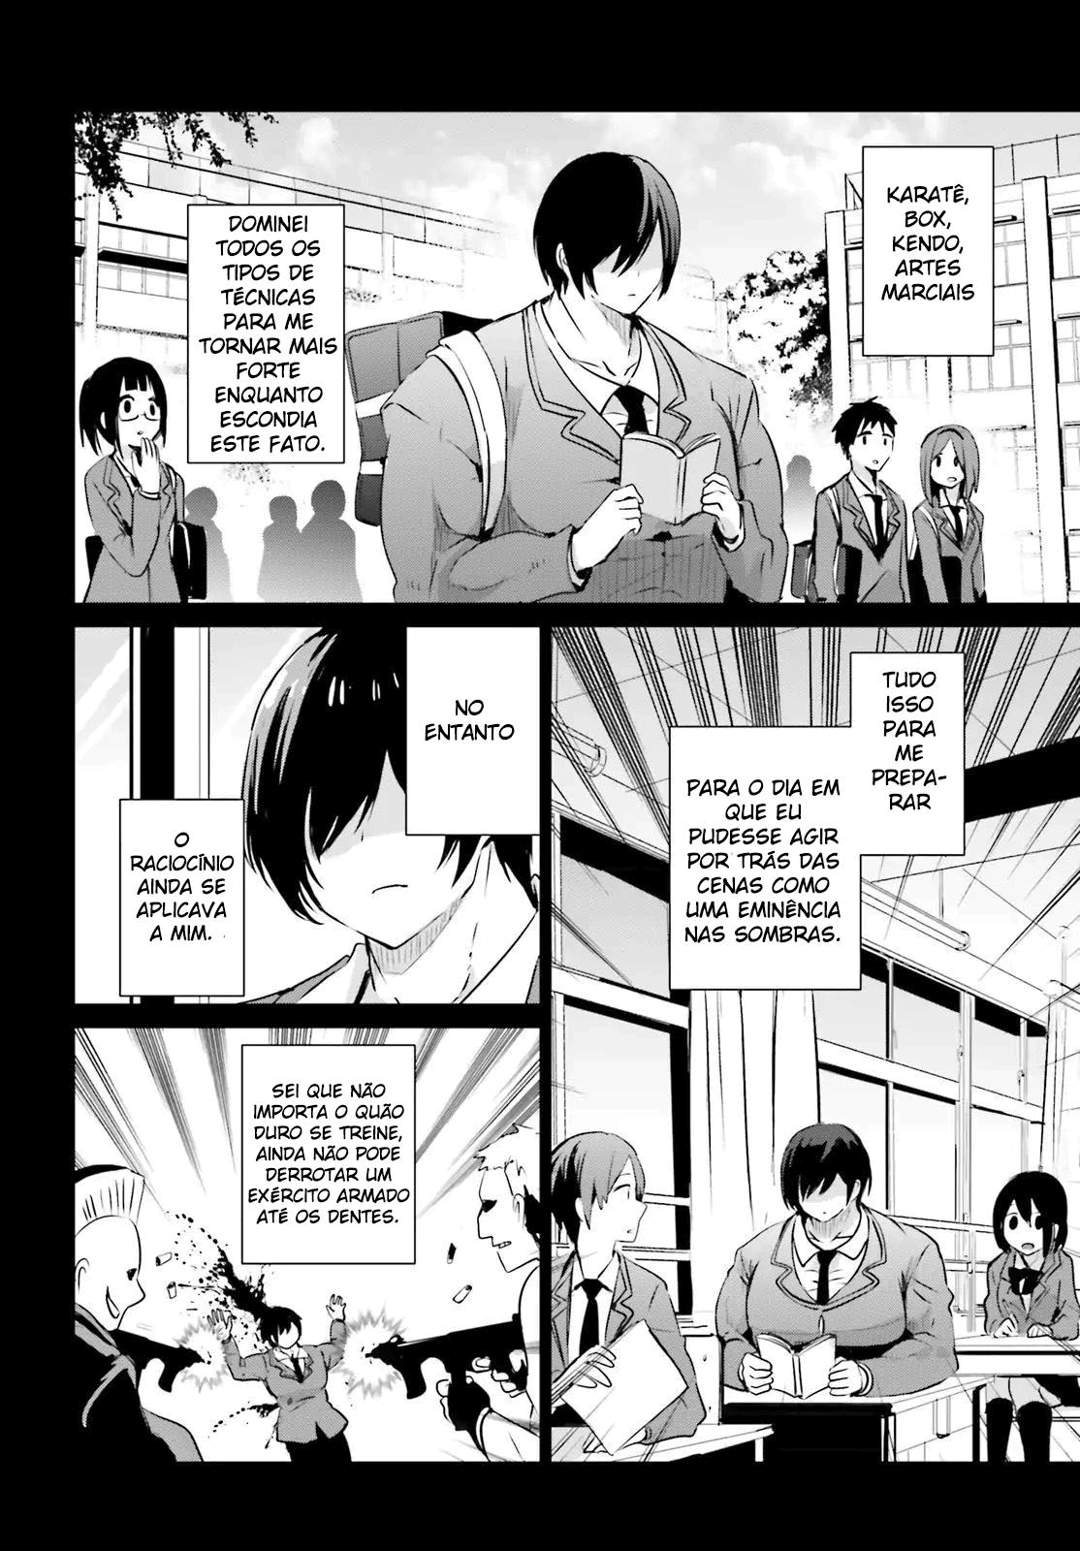 KARATÊ,
BOX,
KENDO,
ARTES
MARCIAIS
DOMINEI
TODOS OS
TIPOS DE
TÉCNICAS
PARA ME
TORNAR MAIS
FORTE
ENQUANTO
ESCONDIA
ESTE FATO.
TUDO
ISSO
PARA
ME
PREPA-
RAR
PARA O DIA EM
QUE EU
PUDESSE AGIR
POR TRÁS DAS
CENAS COMO
UMA EMINÊNCIA
NAS SOMBRAS.
NO
ENTANTO
O
RACIOCÍNIO
AINDA SE
APLICAVA
A MIM.
SEI QUE NÃO
IMPORTA O QUÃO
DURO SE TREINE,
AINDA NÃO PODE
DERROTAR UM
EXÉRCITO ARMADO
ATÉ OS DENTES.